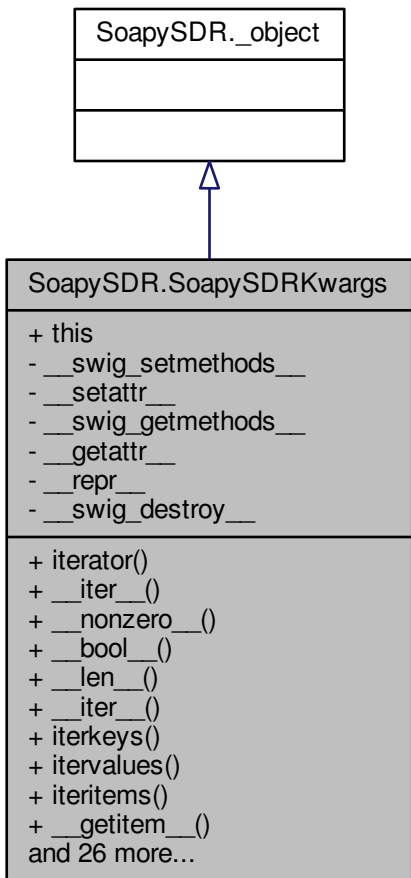 SoapySDR._object
SoapySDR.SoapySDRKwargs
+ this
- __swig_setmethods__
- __setattr__
- __swig_getmethods__
- __getattr__
- __repr__
- __swig_destroy__
+ iterator()
+ __iter__()
+ __nonzero__()
+ __bool__()
+ __len__()
+ __iter__()
+ iterkeys()
+ itervalues()
+ iteritems()
+ __getitem__()
and 26 more...